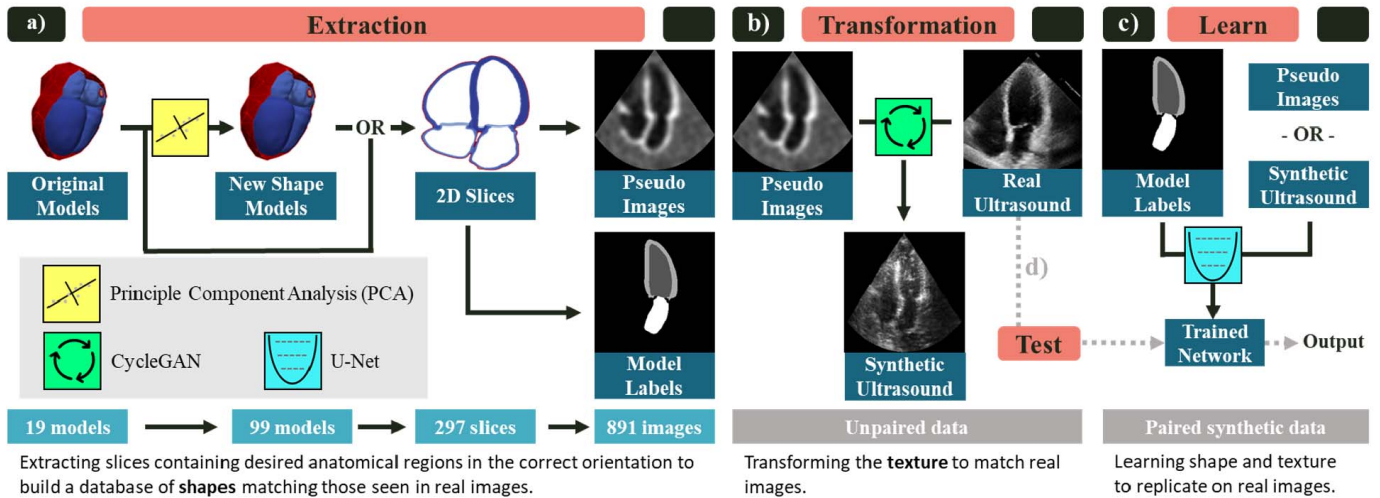 a)
Extraction
Original
Models
New Shape
Models
OR
2D Slices
Pseudo
Images
Model
Labels
Principle Component Analysis (PCA)
CycleGAN
U-Net
19 models
99 models
297 slices
891 images
Extracting slices containing desired anatomical regions in the correct orientation to
build a database of shapes matching those seen in real images.
b)
Transformation
Pseudo
Images
Real
Ultrasound
Synthetic
Ultrasound
d)
Test
Unpaired data
Transforming the texture to match real
images.
c)
Learn
Model
Labels
Pseudo
Images
- OR -
Synthetic
Ultrasound
Trained
Network
Output
Paired synthetic data
Learning shape and texture
to replicate on real images.